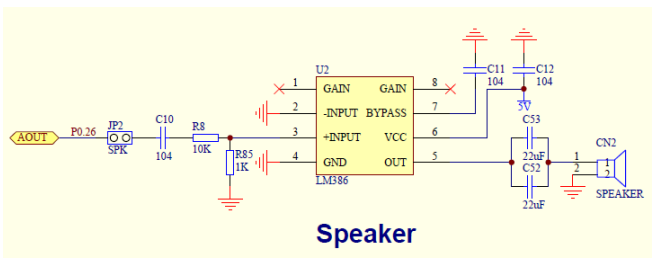 C11
104
C12
104
5V
U2
1 GAIN GAIN 8
2 -INPUT BYPASS 7
3 +INPUT VCC 6
4 GND OUT 5
LM386
AOUT P0.26
JP2
SPK
C10
104
R8
10K
R85
1K
C53
22uF
C52
22uF
CN2
1 1
2 2
SPEAKER
Speaker